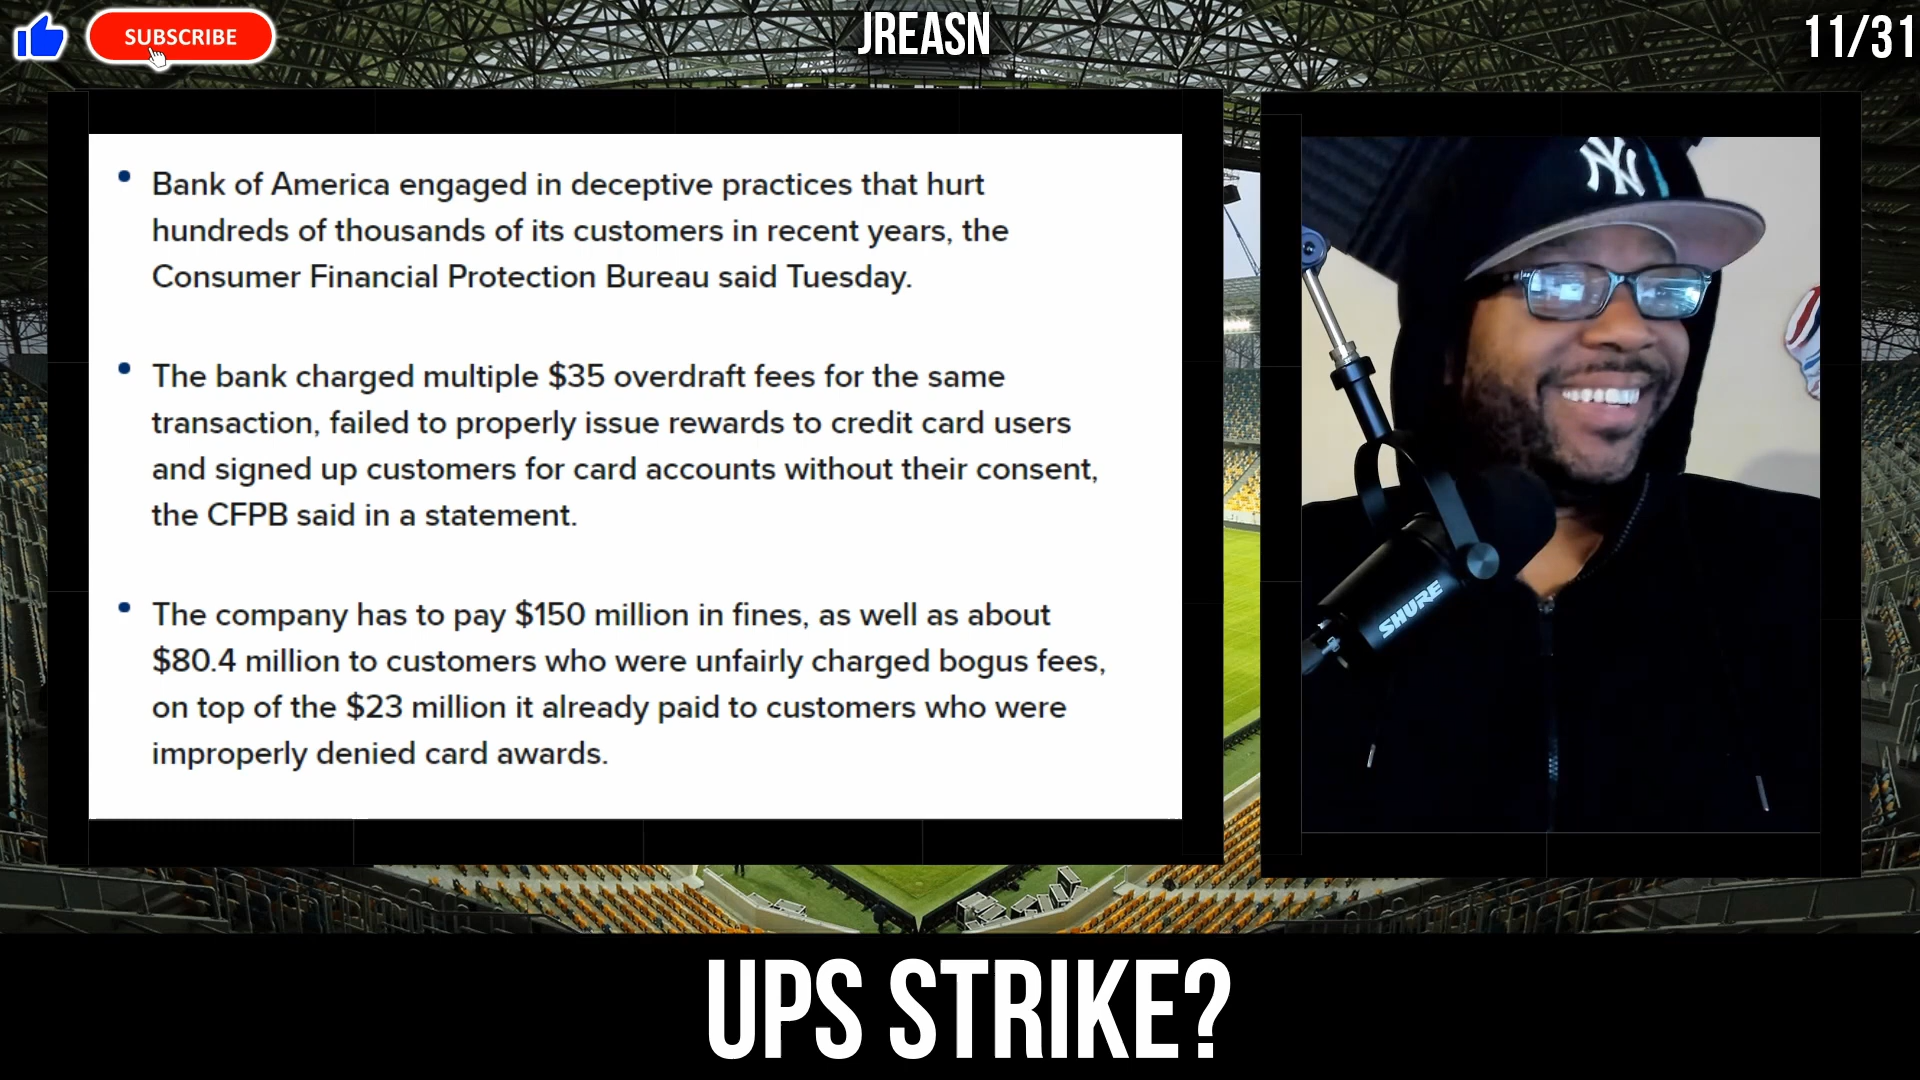 SUBSCRIBE
JREASN
11/31
Bank of America engaged in deceptive practices that hurt
hundreds of thousands of its customers in recent years, the
Consumer Financial Protection Bureau said Tuesday.
The bank charged multiple $35 overdraft fees for the same
transaction, failed to properly issue rewards to credit card users
and signed up customers for card accounts without their consent,
the CFPB said in a statement.
The company has to pay $150 million in fines, as well as about
$80.4 million to customers who were unfairly charged bogus fees,
on top of the $23 million it already paid to customers who were
improperly denied card awards.
NY
SHURE
UPS STRIKE?